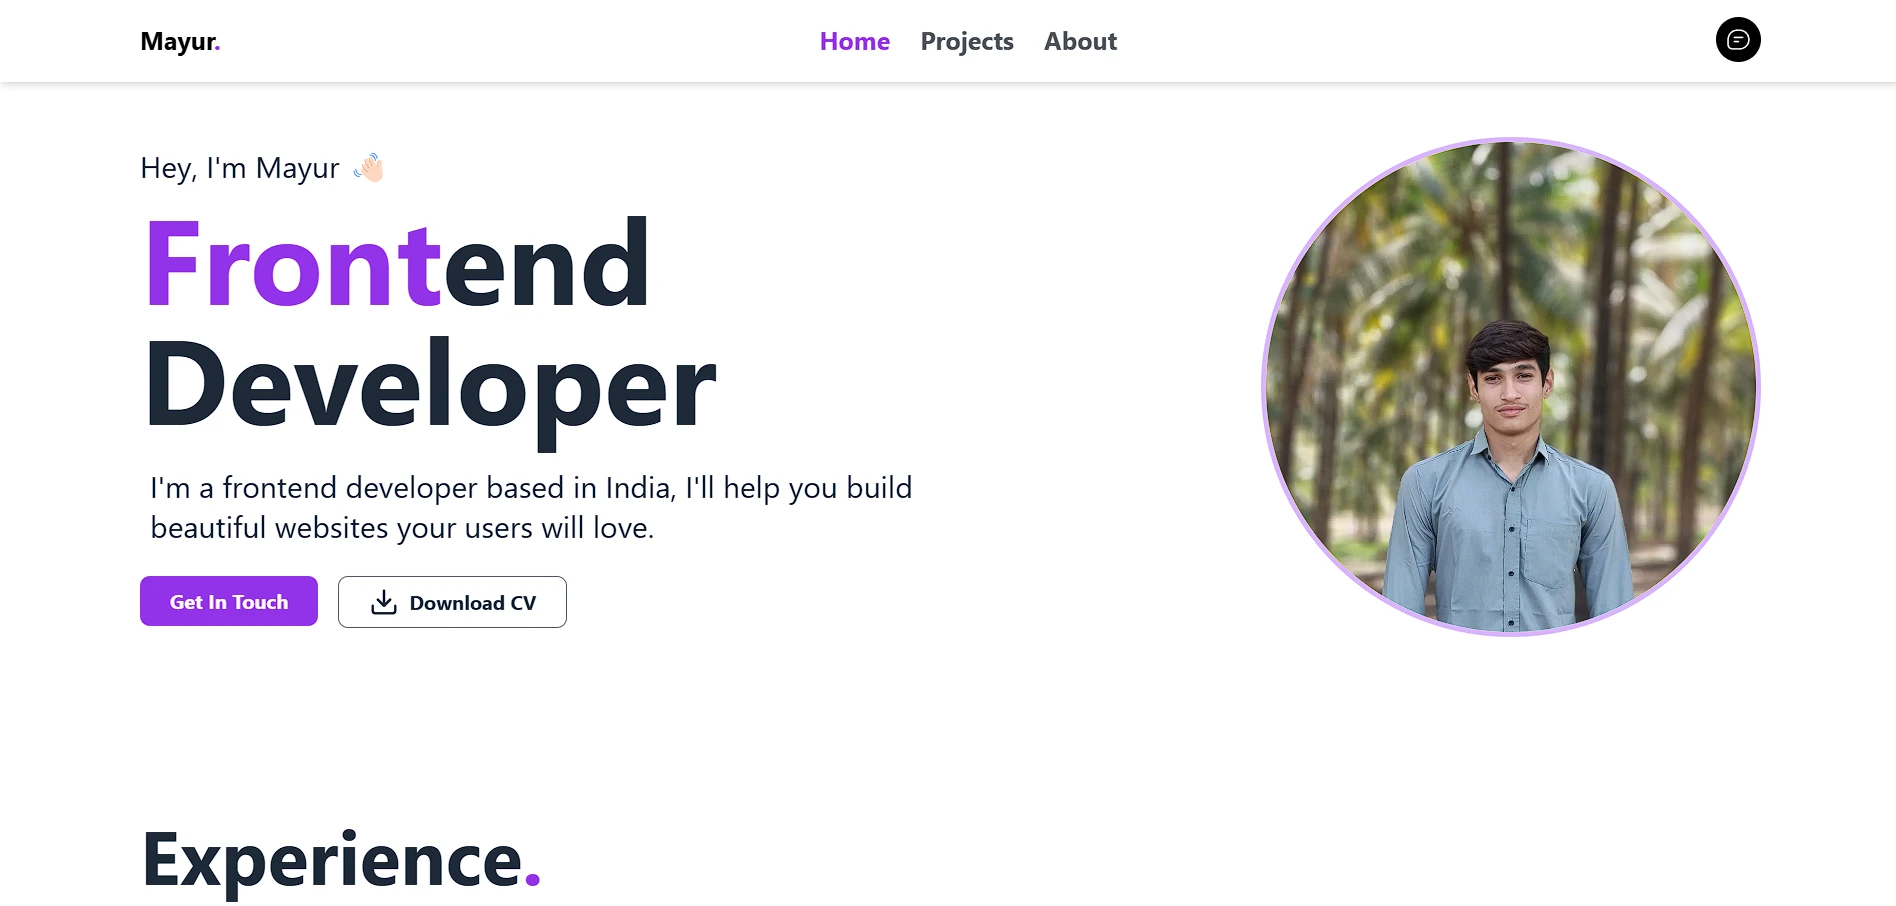 Mayur.
Home Projects About
Hey, I'm Mayur 👋🏻
Frontend
Developer
I'm a frontend developer based in India, I'll help you build
beautiful websites your users will love.
Get In Touch
Download CV
Experience.